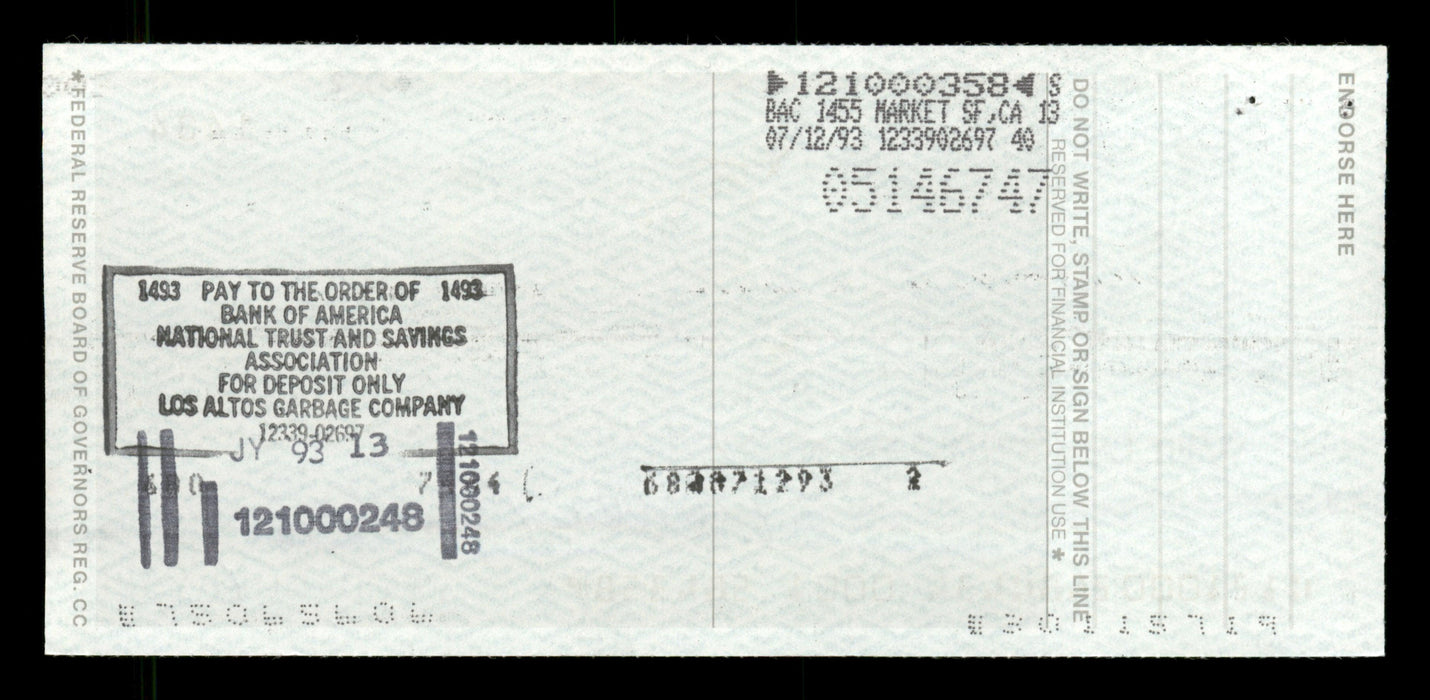 ▶121000358◀ S
BAC 1455 MARKET SF,CA 13
07/12/93 1233902697 40
05146747
1493 PAY TO THE ORDER OF 1493
BANK OF AMERICA
NATIONAL TRUST AND SAVINGS
ASSOCIATION
FOR DEPOSIT ONLY
LOS ALTOS GARBAGE COMPANY
12339-02697
JY 93 13
121000248
121000248
*FEDERAL RESERVE BOARD OF GOVERNORS REG. CC
RESERVED FOR FINANCIAL INSTITUTION USE *
DO NOT WRITE, STAMP OR SIGN BELOW THIS LINE
ENDORSE HERE